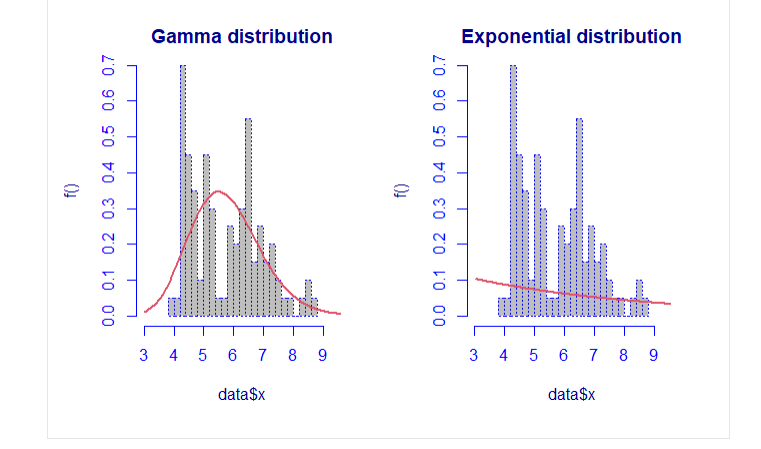 Gamma distribution
0.0 0.1 0.2 0.3 0.4 0.5 0.6 0.7
f()
3 4 5 6 7 8 9
data$x
Exponential distribution
0.0 0.1 0.2 0.3 0.4 0.5 0.6 0.7
f()
3 4 5 6 7 8 9
data$x